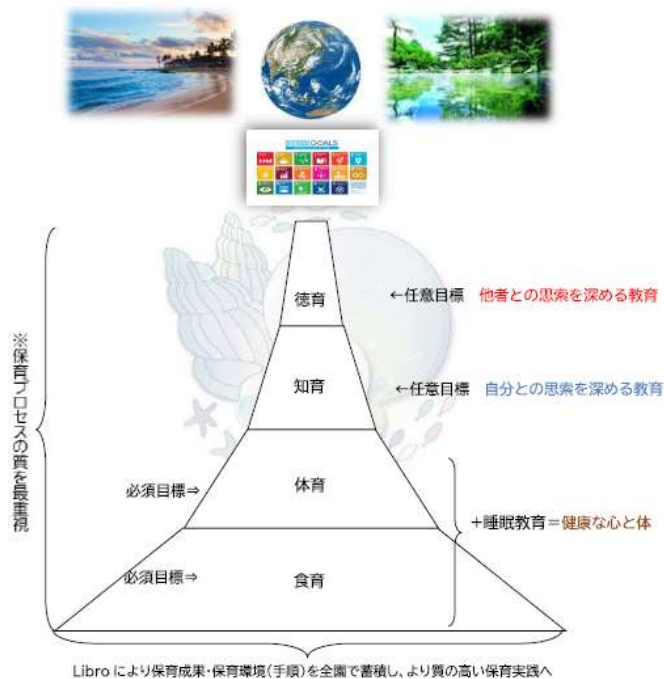 GOALS
徳育
←任意目標 他者との思索を深める教育
※保育プロセスの質を最重視
知育
←任意目標 自分との思索を深める教育
必須目標⇒
体育
+睡眠教育=健康な心と体
必須目標⇒
食育
Libroにより保育成果・保育環境(手順)を全園で蓄積し、より質の高い保育実践へ